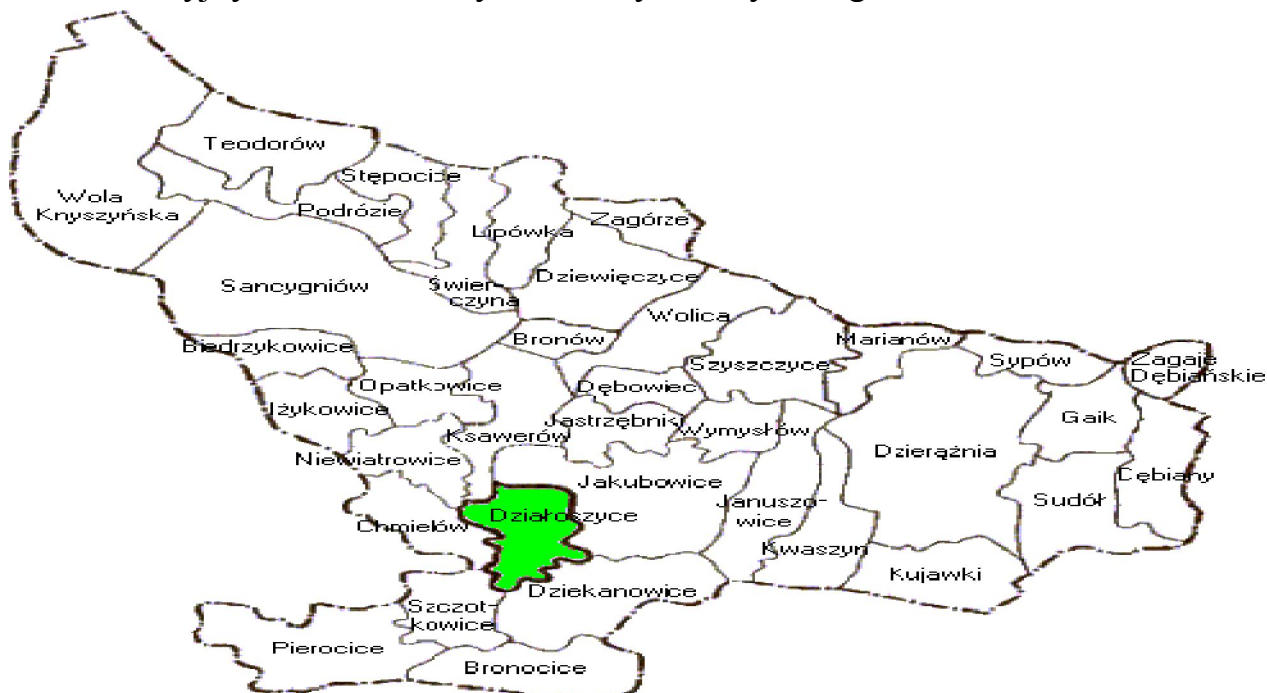 Teodorów
Stępocice
Wola
Knyszyńska
Podrózie
Lipówka
Zagórze
Sancygniów
Świer-
czyna
Dziewięczyce
Wolica
Biedrzykowice
Bronów
Szyszczyce
Marianów
Sypów
Zagaje
Dębiańskie
Opatkowice
Dębowiec
Iżykowice
Ksawerów
Jastrzębniki
Wymysłów
Gaik
Niewiatrowice
Dzierążnia
Jakubowice
Januszo-
wice
Sudół
Dębiany
Chmielów
Działoszyce
Kwaszyn
Kujawki
Dziekanowice
Szczot-
kowice
Pierocice
Bronocice